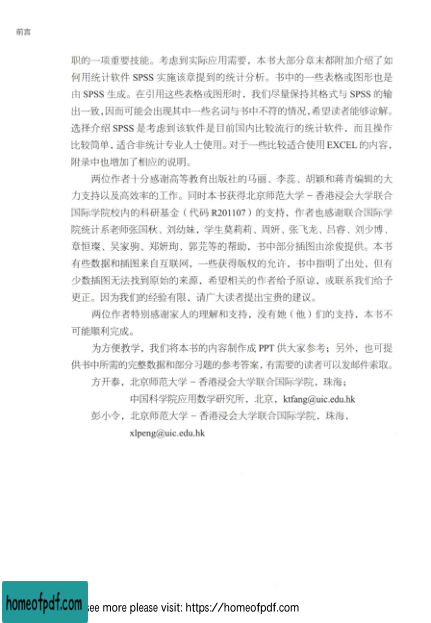 前言
职的一项重要技能。考虑到实际应用需要，本书大部分章末都附加介绍了如
何用统计软件 SPSS 实施该章提到的统计分析。书中的一些表格或图形也是
由 SPSS 生成。在引用这些表格或图形时，我们尽量保持其格式与 SPSS 的输
出一致，因而可能会出现其中一些名词与书中不符的情况，希望读者能够谅解。
选择介绍 SPSS 是考虑到该软件是目前国内比较流行的统计软件，而且操作
比较简单，适合非统计专业人士使用。对于一些比较适合使用 EXCEL 的内容，
附录中也增加了相应的说明。
两位作者十分感谢高等教育出版社的马丽、李蕊、胡颖和蒋青编辑的大
力支持以及高效率的工作。同时本书获得北京师范大学 – 香港浸会大学联合
国际学院校内的科研基金（代码 R201107）的支持，作者也感谢联合国际学
院统计系老师张国秋、刘幼妹，学生莫莉莉、周妍、张飞龙、吕睿、刘少博、
章恒璨、吴家驹、郑妍珣、郭芫等的帮助，书中部分插图由涂俊提供。本书
有些数据和插图来自互联网，一些获得版权的允许，书中指明了出处，但有
少数插图无法找到原始的来源，希望相关的作者给予原谅，或联系我们给予
更正。因为我们的经验有限，请广大读者提出宝贵的建议。
两位作者特别感谢家人的理解和支持，没有她（他）们的支持，本书不
可能顺利完成。
为方便教学，我们将本书的内容制作成 PPT 供大家参考；另外，也可提
供书中所需的完整数据和部分习题的参考答案，有需要的读者可以发邮件索取。
方开泰，北京师范大学 – 香港浸会大学联合国际学院，珠海；
中国科学院应用数学研究所，北京，ktfang@uic.edu.hk
彭小令，北京师范大学 – 香港浸会大学联合国际学院，珠海，
xlpeng@uic.edu.hk
homeofpdf.com
see more please visit: https://homeofpdf.com